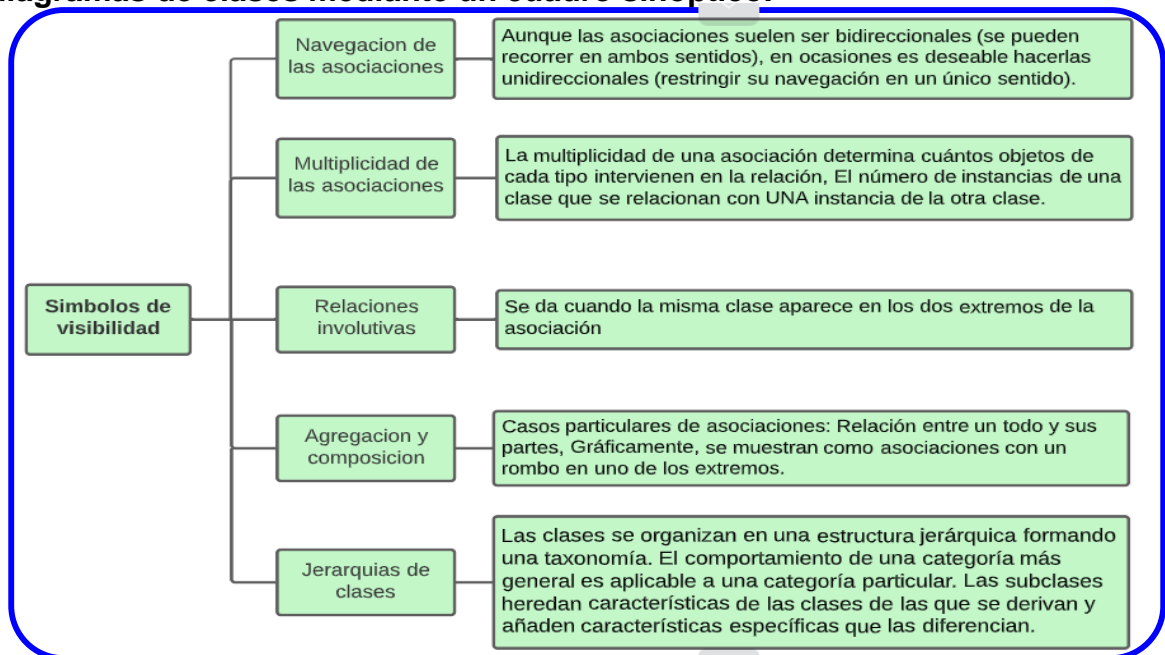 diagramas de clases mediante un cuadro sinóptico.
Navegacion de
las asociaciones
Aunque las asociaciones suelen ser bidireccionales (se pueden
recorrer en ambos sentidos), en ocasiones es deseable hacerlas
unidireccionales (restringir su navegación en un único sentido).
Multiplicidad de
las asociaciones
La multiplicidad de una asociación determina cuántos objetos de
cada tipo intervienen en la relación, El número de instancias de una
clase que se relacionan con UNA instancia de la otra clase.
Simbolos de
visibilidad
Relaciones
involutivas
Se da cuando la misma clase aparece en los dos extremos de la
asociación
Agregacion y
composicion
Casos particulares de asociaciones: Relación entre un todo y sus
partes, Gráficamente, se muestran como asociaciones con un
rombo en uno de los extremos.
Jerarquias de
clases
Las clases se organizan en una estructura jerárquica formando
una taxonomía. El comportamiento de una categoría más
general es aplicable a una categoría particular. Las subclases
heredan características de las clases de las que se derivan y
añaden características específicas que las diferencian.